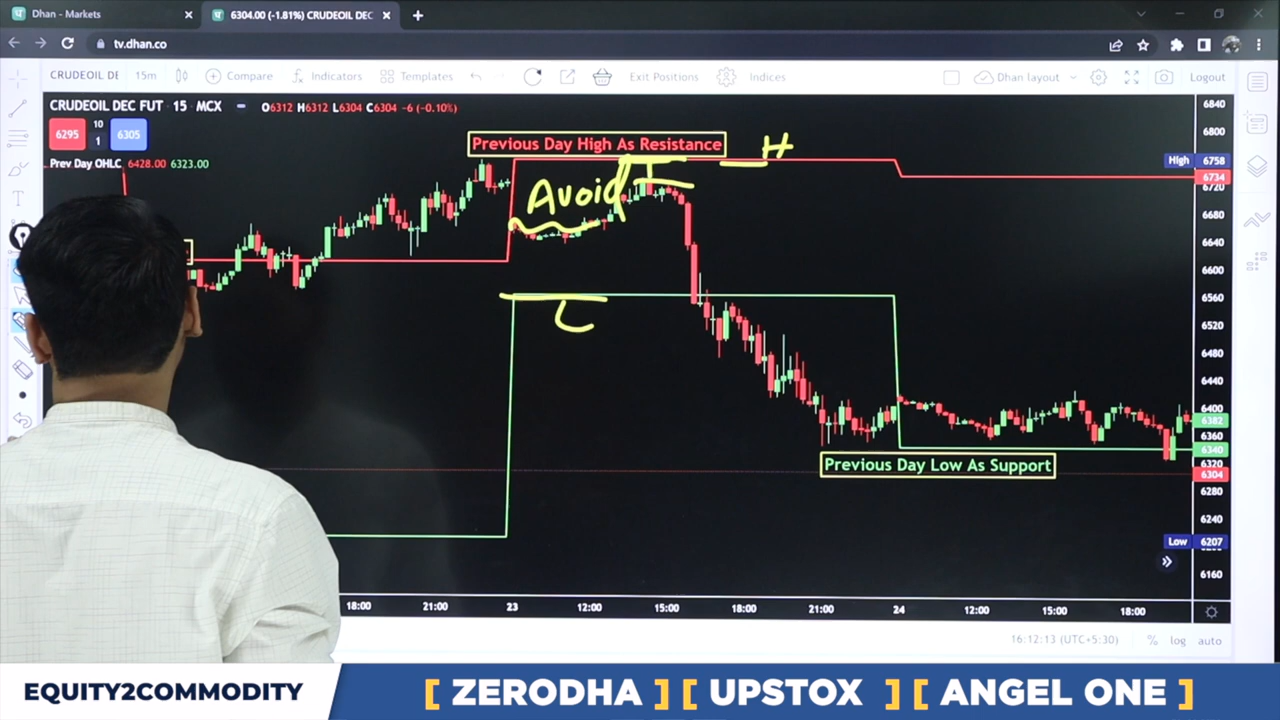 Dhan - Markets
6304.00 (-1.81%) CRUDEOIL DEC
tv.dhan.co
CRUDEOIL DE 15m Compare Indicators Templates Exit Positions Indices Dhan layout Logout
CRUDEOIL DEC FUT · 15 · MCX O6312 H6312 L6304 C6304 -6 (-0.10%)
6295 10 1 6305
Prev Day OHLC 6428.00 6323.00
Previous Day High As Resistance
H
Avoid
L
Previous Day Low As Support
6840
6800
High 6758
6734
6720
6680
6640
6600
6560
6520
6480
6440
6400
6382
6360
6340
6320
6304
6280
6240
Low 6207
6160
18:00 21:00 23 12:00 15:00 18:00 21:00 24 12:00 15:00 18:00
16:12:13 (UTC+5:30) % log auto
EQUITY2COMMODITY [ ZERODHA ] [ UPSTOX ] [ ANGEL ONE ]